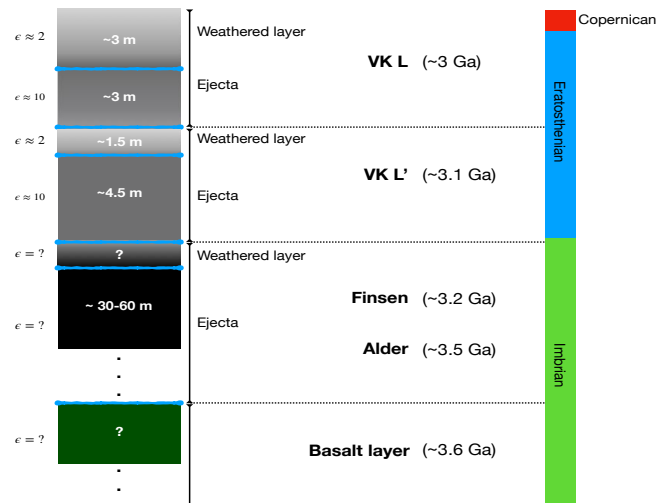 Copernican
ϵ ≈ 2
~3 m
Weathered layer
VK L (~3 Ga)
Eratosthenian
ϵ ≈ 10
~3 m
Ejecta
ϵ ≈ 2
~1.5 m
Weathered layer
VK L’ (~3.1 Ga)
ϵ ≈ 10
~4.5 m
Ejecta
ϵ = ?
?
Weathered layer
Finsen (~3.2 Ga)
~ 30-60 m
ϵ = ?
Ejecta
Alder (~3.5 Ga)
Imbrian
ϵ = ?
?
Basalt layer (~3.6 Ga)